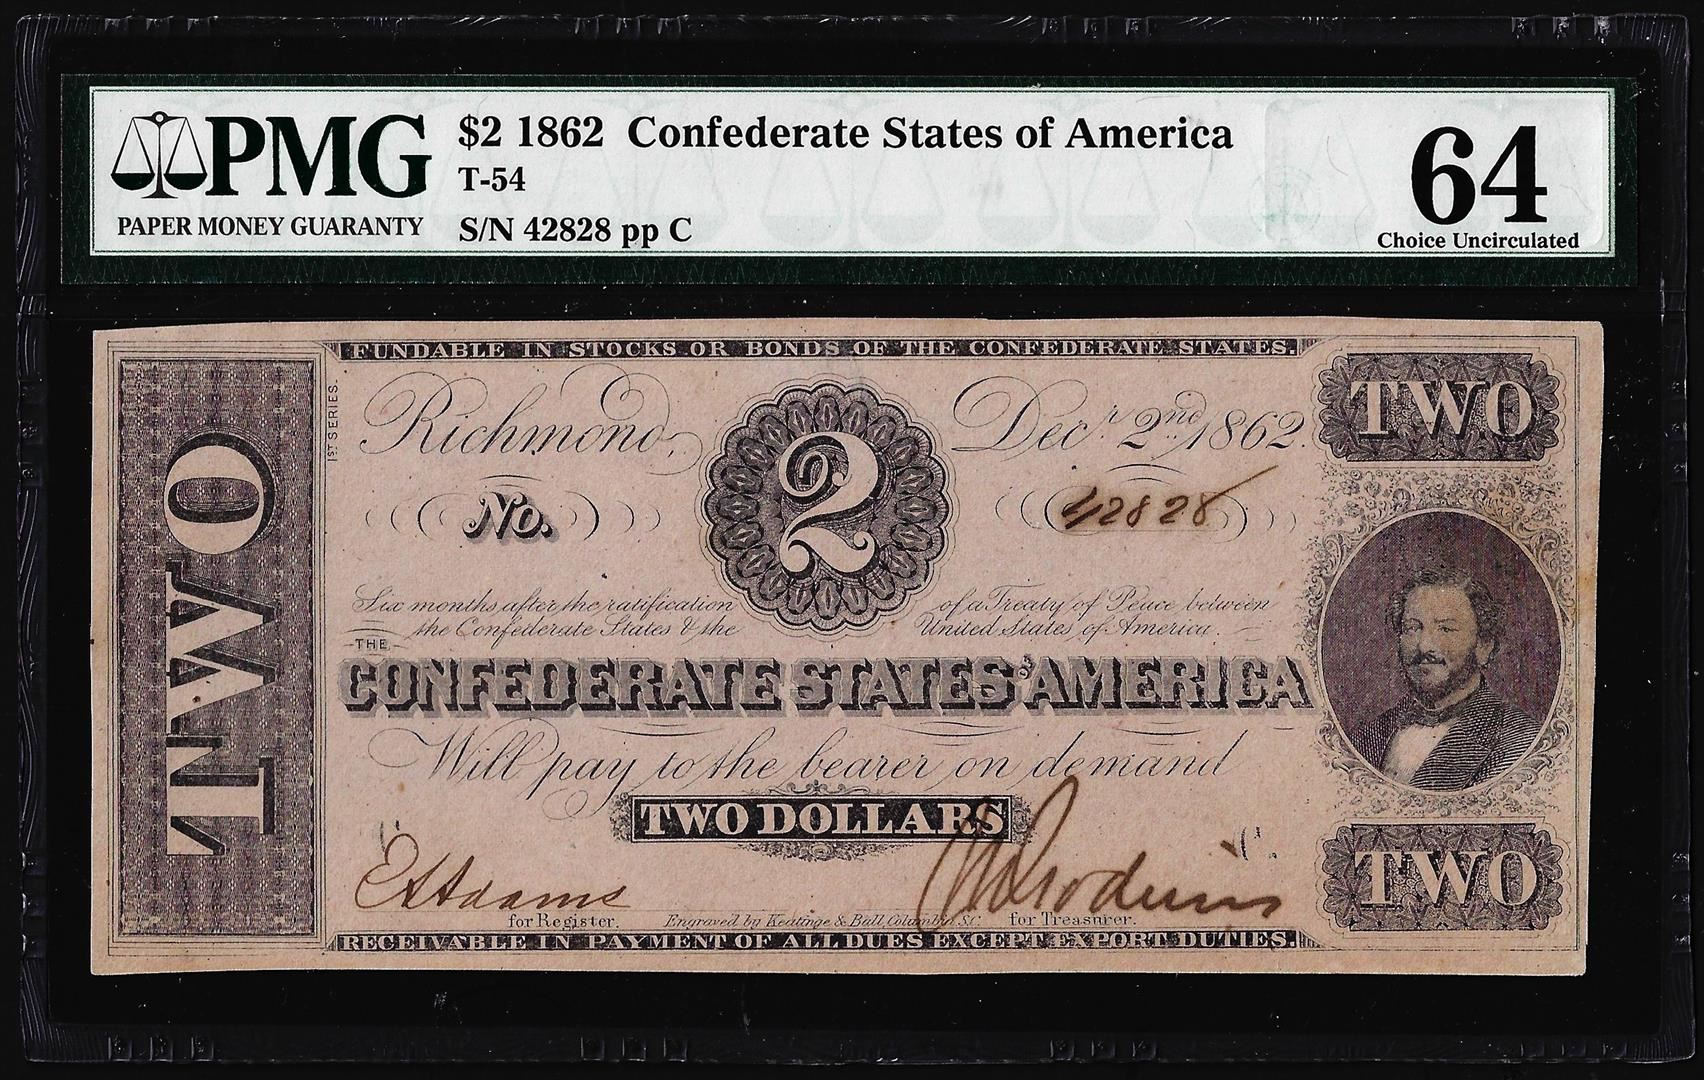 PMG
PAPER MONEY GUARANTY
$2 1862 Confederate States of America
T-54
S/N 42828 pp C
64
Choice Uncirculated
FUNDABLE IN STOCKS OR BONDS OF THE CONFEDERATE STATES.
TWO
1ST SERIES.
Richmond,
2
Decr. 2nd 1862.
TWO
No.
42828
Six months after the ratification of a Treaty of Peace between
the Confederate States & the United States of America.
THE
CONFEDERATE STATES OF AMERICA
Will pay to the bearer on demand
TWO DOLLARS
TWO
E Adams
for Register.
Engraved by Keatinge & Ball, Columbia, S.C.
for Treasurer.
RECEIVABLE IN PAYMENT OF ALL DUES EXCEPT EXPORT DUTIES.